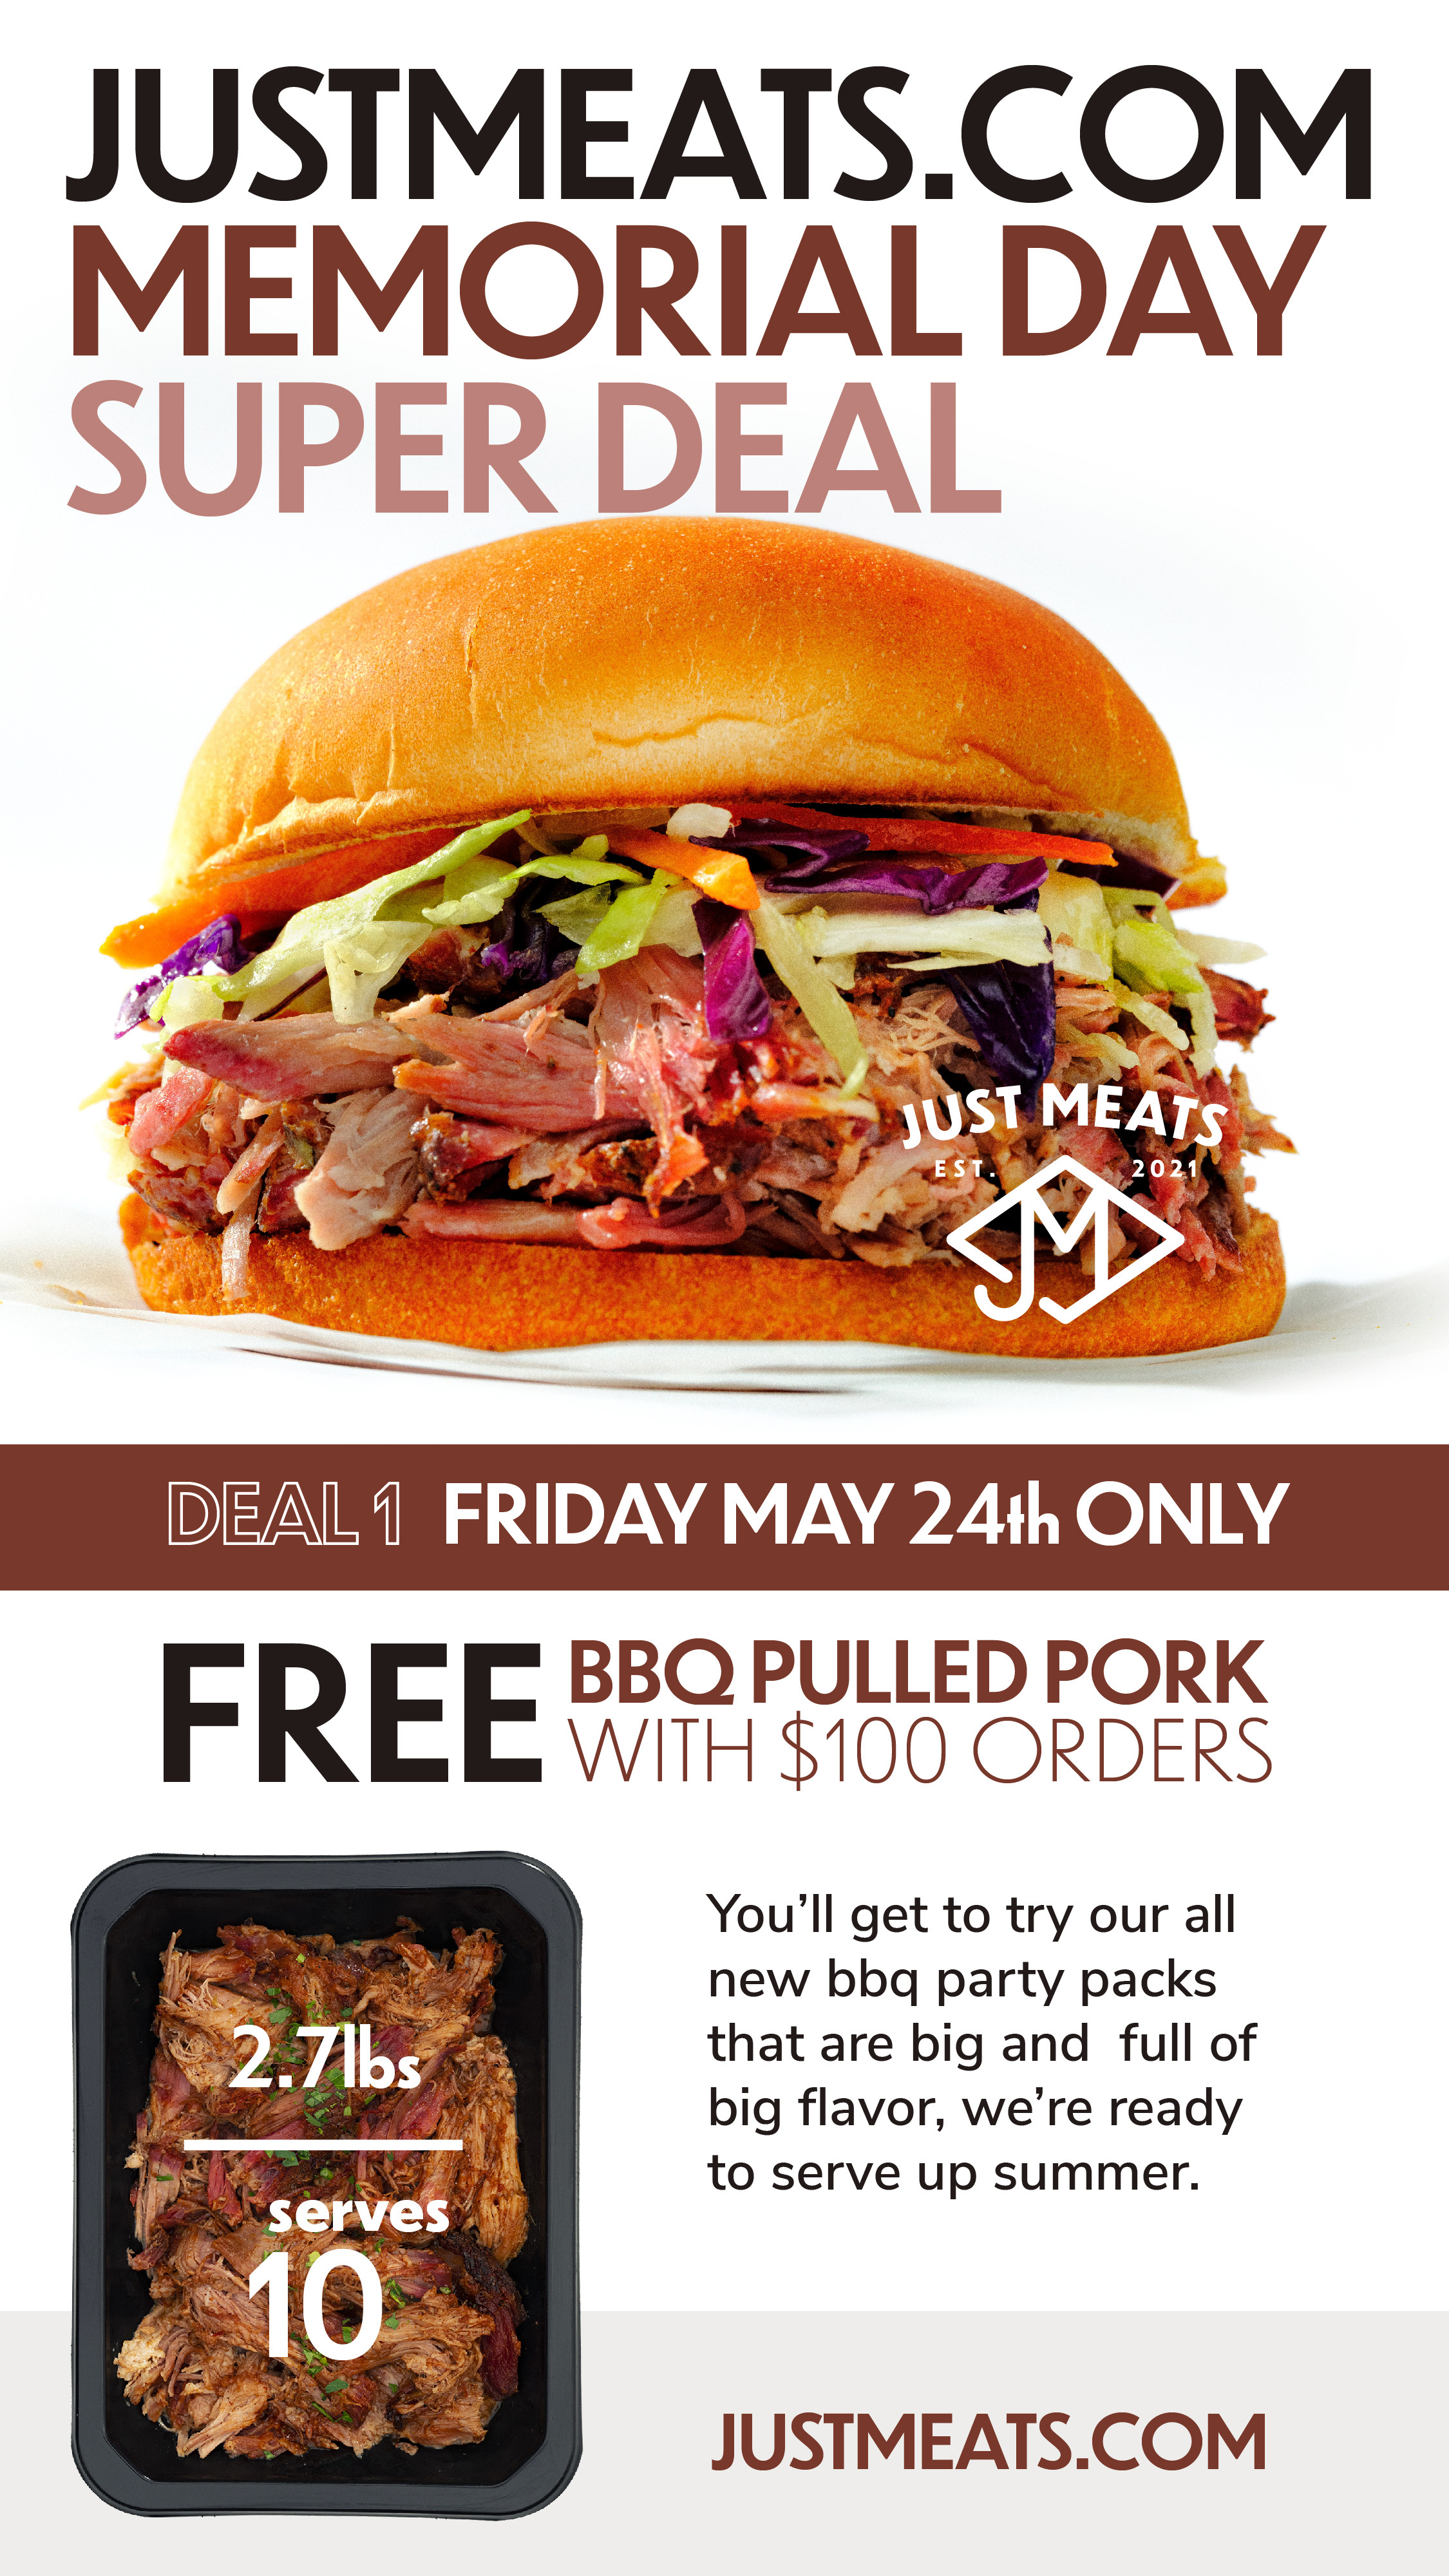 JUSTMEATS.COM
MEMORIAL DAY
SUPER DEAL
JUST MEATS
EST. 2021
JM
DEAL 1 FRIDAY MAY 24th ONLY
FREE BBQ PULLED PORK
WITH $100 ORDERS
2.7lbs
serves
10
You'll get to try our all
new bbq party packs
that are big and full of
big flavor, we're ready
to serve up summer.
JUSTMEATS.COM